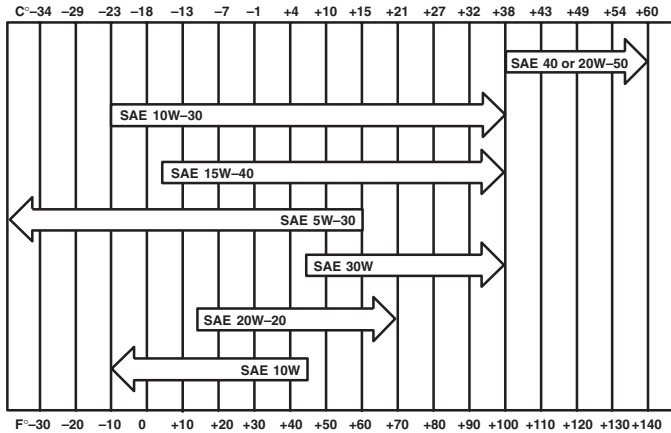 C°–34 –29 –23 –18 –13 –7 –1 +4 +10 +15 +21 +27 +32 +38 +43 +49 +54 +60
SAE 40 or 20W–50
SAE 10W–30
SAE 15W–40
SAE 5W–30
SAE 30W
SAE 20W–20
SAE 10W
F°–30 –20 –10 0 +10 +20 +30 +40 +50 +60 +70 +80 +90 +100 +110 +120 +130 +140